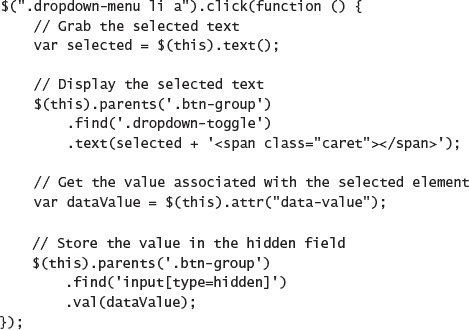 $(".dropdown-menu li a").click(function () {
    // Grab the selected text
    var selected = $(this).text();

    // Display the selected text
    $(this).parents('.btn-group')
        .find('.dropdown-toggle')
        .text(selected + '<span class="caret"></span>');

    // Get the value associated with the selected element
    var dataValue = $(this).attr("data-value");

    // Store the value in the hidden field
    $(this).parents('.btn-group')
        .find('input[type=hidden]')
        .val(dataValue);
});